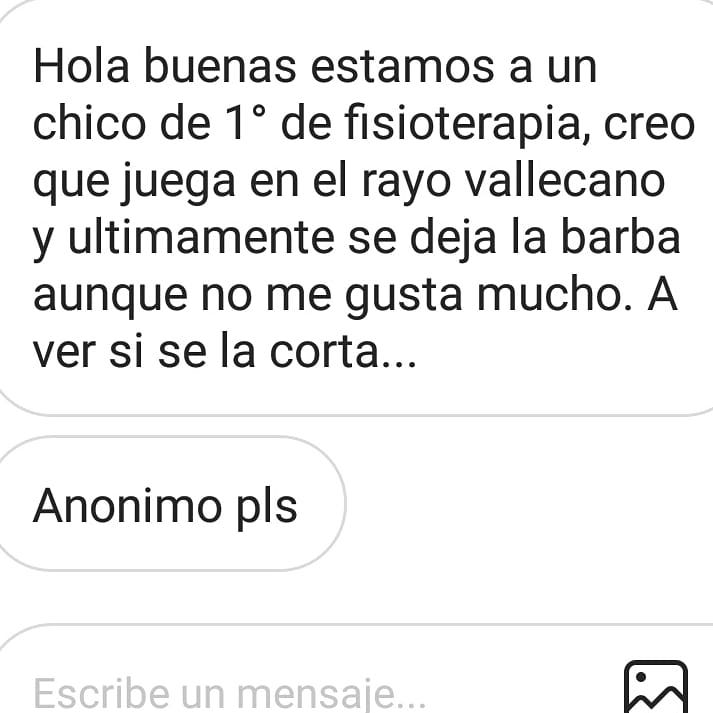 Hola buenas estamos a un
chico de 1° de fisioterapia, creo
que juega en el rayo vallecano
y ultimamente se deja la barba
aunque no me gusta mucho. A
ver si se la corta...
Anonimo pls
Escribe un mensaje...